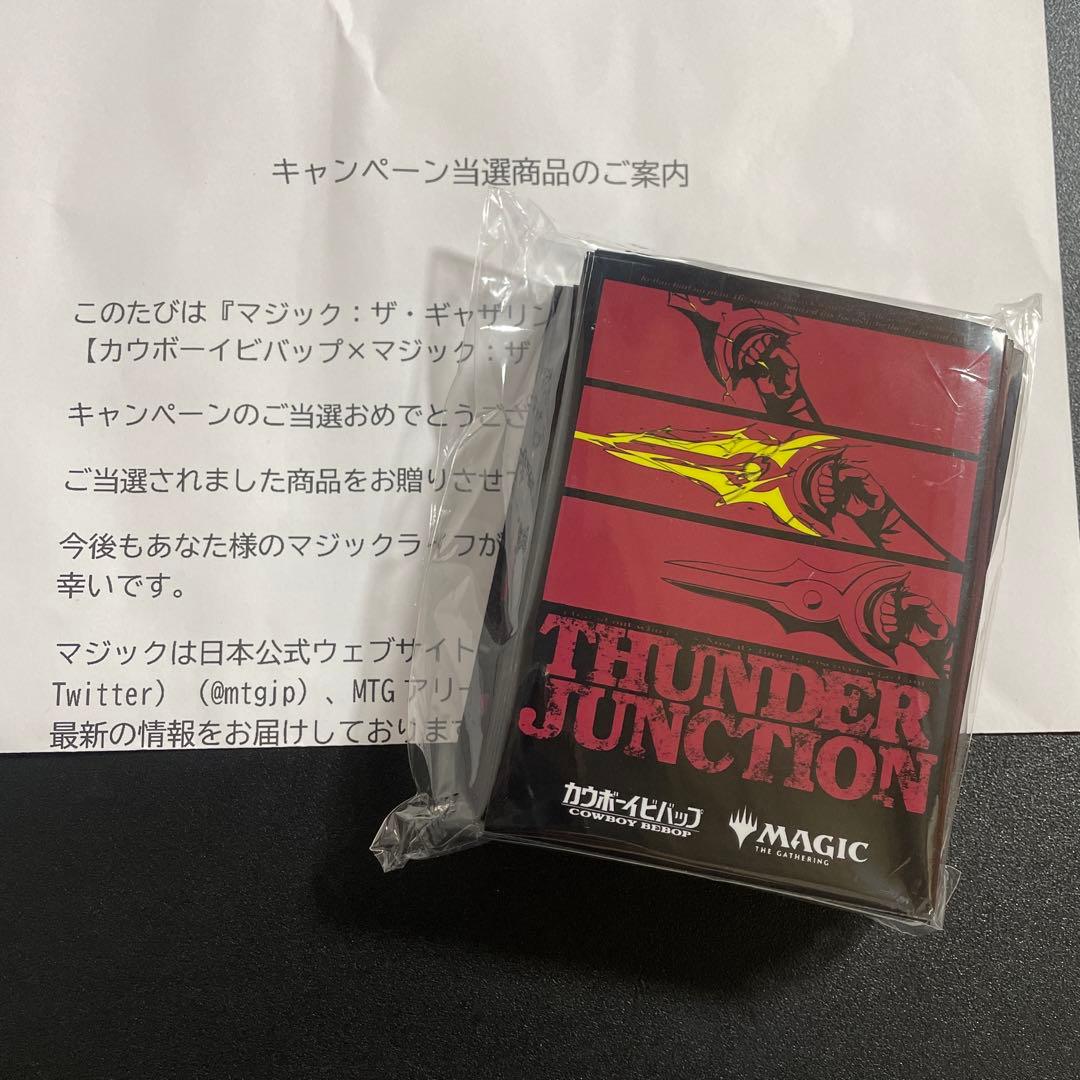 キャンペーン当選商品のご案内
このたびは『マジック：ザ・ギャザリン
【カウボーイビバップ×マジック：ザ
キャンペーンのご当選おめでとうござ
ご当選されました商品をお贈りさせて
今後もあなた様のマジックライフが
幸いです。
マジックは日本公式ウェブサイト
Twitter）（@mtgjp）、MTGアリー
最新の情報をお届けしております
THUNDER
JUNCTION
カウボーイビバップ
COWBOY BEBOP
MAGIC
THE GATHERING